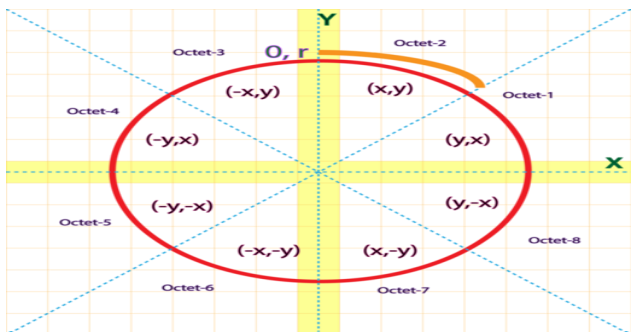 Y
Octet-3
O, r
Octet-2
(-x,y)
(x,y)
Octet-1
Octet-4
(-y,x)
(y,x)
X
(-y,-x)
(y,-x)
Octet-5
Octet-8
(-x,-y)
(x,-y)
Octet-6
Octet-7